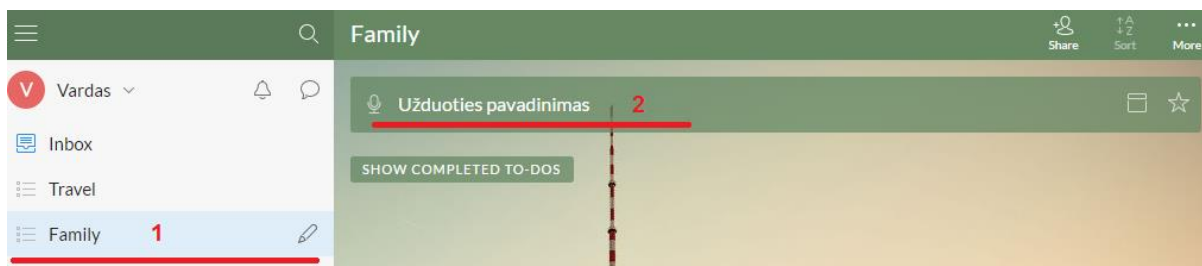 Family
Share
Sort
More
V Vardas
Užduoties pavadinimas 2
Inbox
SHOW COMPLETED TO-DOS
Travel
Family 1